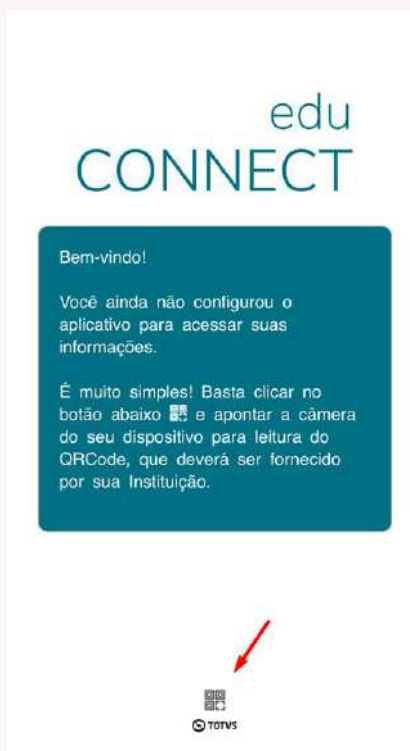 edu
CONNECT
Bem-vindo!
Você ainda não configurou o
aplicativo para acessar suas
informações.
É muito simples! Basta clicar no
botão abaixo e apontar a câmera
do seu dispositivo para leitura do
QRCode, que deverá ser fornecido
por sua Instituição.
TOTVS